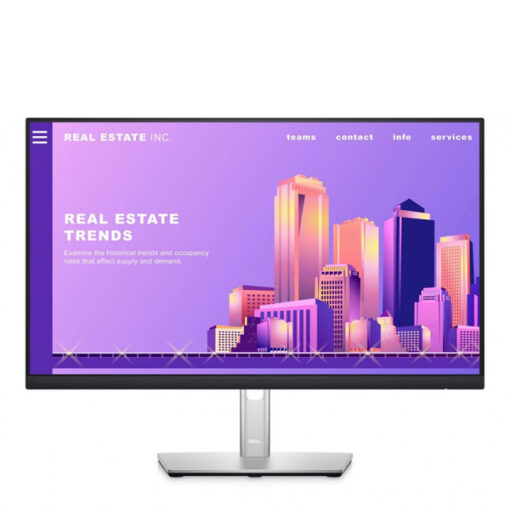 REAL ESTATE INC.
teams contact info services
REAL ESTATE
TRENDS
Examine the historical trends and occupancy
rates that affect supply and demand.
DELL